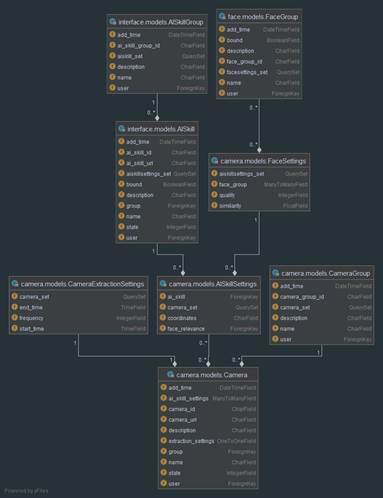 interface.models.AISkillGroup
add_time DateTimeField
ai_skill_group_id CharField
aiskill_set QuerySet
description CharField
name CharField
user ForeignKey
face.models.FaceGroup
add_time DateTimeField
bound BooleanField
description CharField
face_group_id CharField
facesettings_set QuerySet
name CharField
user ForeignKey
1
0..*
1
0..*
interface.models.AISkill
add_time DateTimeField
ai_skill_id CharField
ai_skill_url CharField
aiskillsettings_set QuerySet
bound BooleanField
description CharField
group ForeignKey
name CharField
state IntegerField
user ForeignKey
camera.models.FaceSettings
aiskillsettings_set QuerySet
face_group ManyToManyField
quality IntegerField
similarity FloatField
1
1
0..*
0..*
camera.models.CameraExtractionSettings
camera_set QuerySet
end_time TimeField
frequency IntegerField
start_time TimeField
camera.models.AISkillSettings
ai_skill ForeignKey
camera_set QuerySet
coordinates CharField
face_relevance ForeignKey
camera.models.CameraGroup
add_time DateTimeField
camera_group_id CharField
camera_set QuerySet
description CharField
name CharField
user ForeignKey
1
0..*
1
1
0..*
0..*
camera.models.Camera
add_time DateTimeField
ai_skill_settings ManyToManyField
camera_id CharField
camera_url CharField
description CharField
extraction_settings OneToOneField
group ForeignKey
name CharField
state IntegerField
user ForeignKey
Powered by yFiles